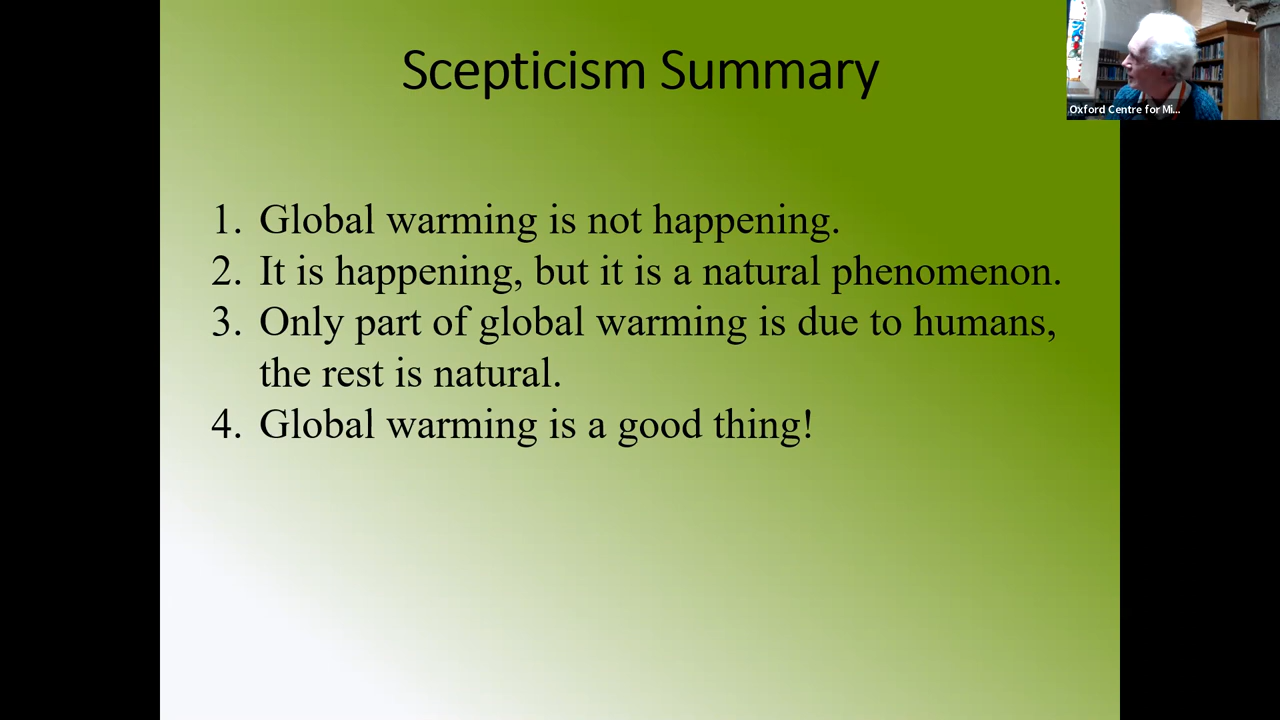 Scepticism Summary
Oxford Centre for Mi...
1. Global warming is not happening.
2. It is happening, but it is a natural phenomenon.
3. Only part of global warming is due to humans,
the rest is natural.
4. Global warming is a good thing!